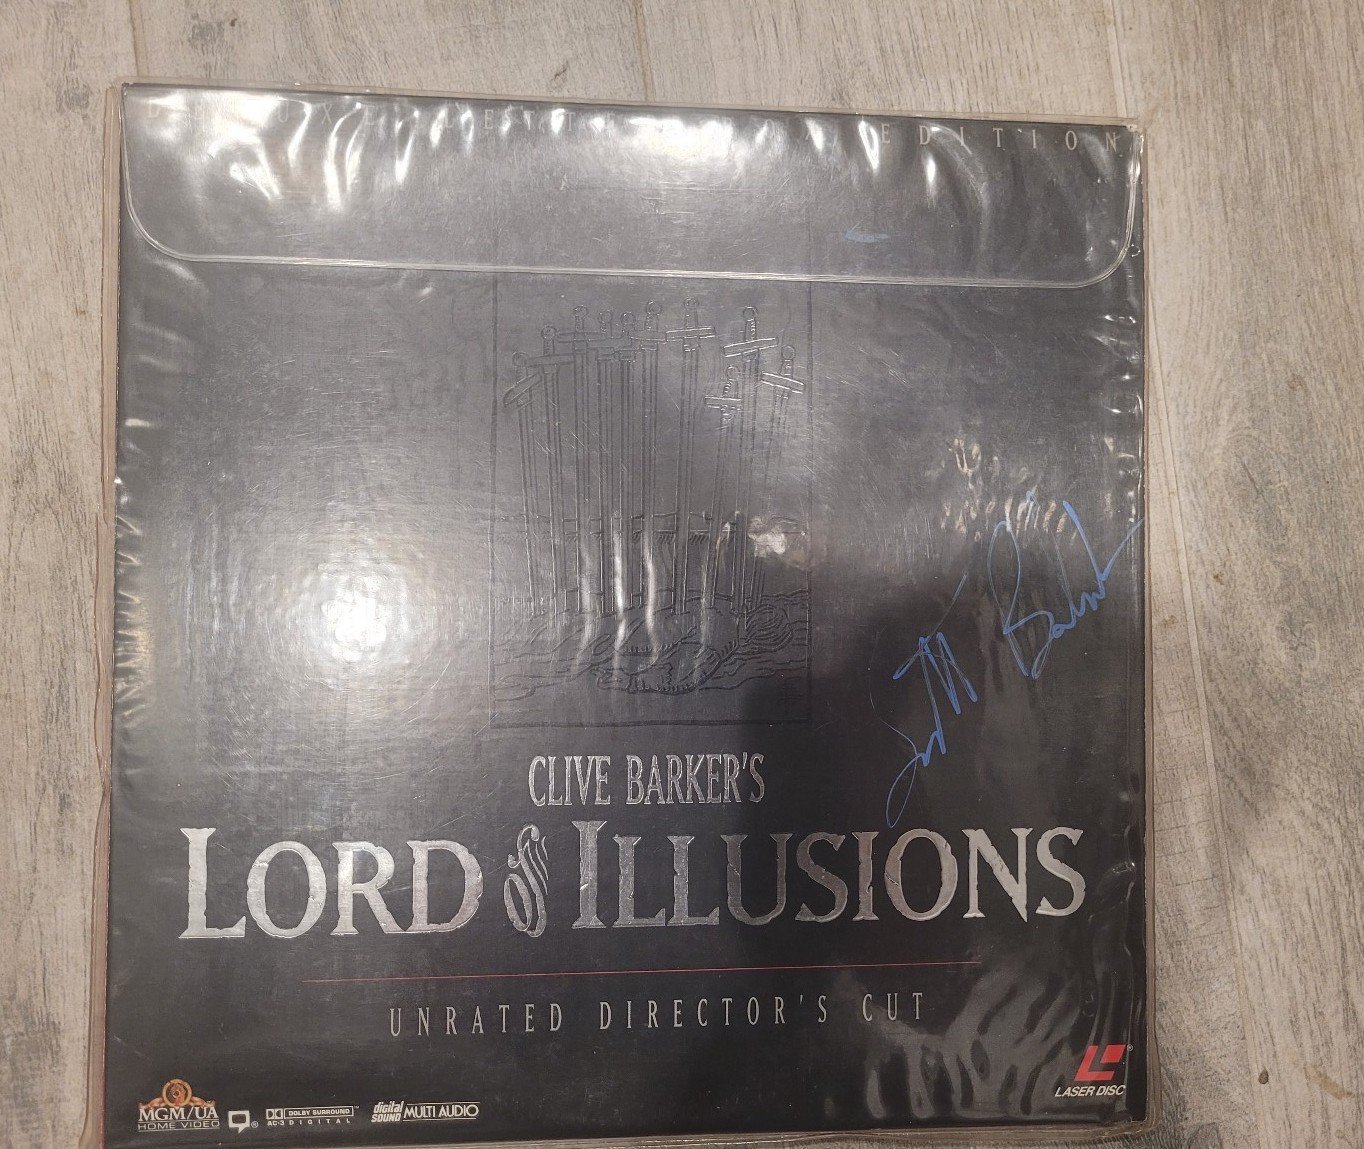 EDITION
CLIVE BARKER'S
LORD of ILLUSIONS
UNRATED DIRECTOR'S CUT
MGM/UA
HOME VIDEO
DOLBY SURROUND
AC-3 DIGITAL
digital
SOUND
MULTI AUDIO
LASER DISC